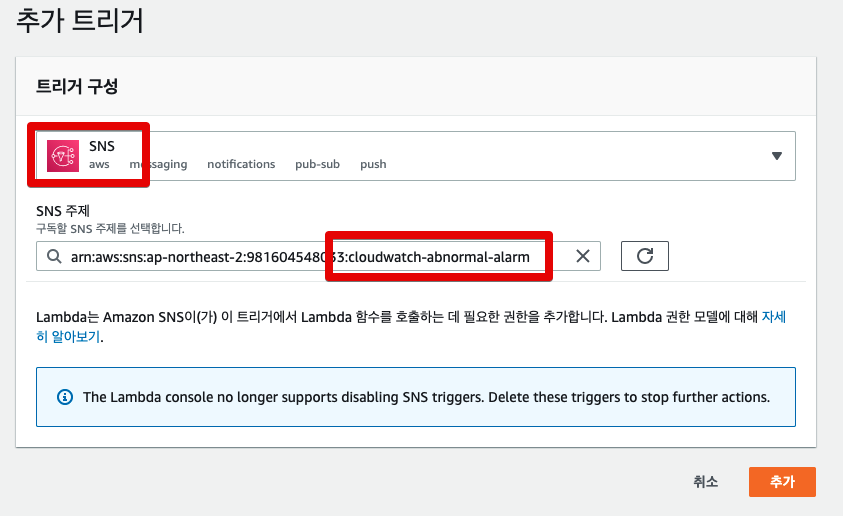 추가 트리거
트리거 구성
SNS
aws messaging notifications pub-sub push
SNS 주제
구독할 SNS 주제를 선택합니다.
arn:aws:sns:ap-northeast-2:981604548033:cloudwatch-abnormal-alarm
Lambda는 Amazon SNS이(가) 이 트리거에서 Lambda 함수를 호출하는 데 필요한 권한을 추가합니다. Lambda 권한 모델에 대해 자세
히 알아보기.
The Lambda console no longer supports disabling SNS triggers. Delete these triggers to stop further actions.
취소 추가